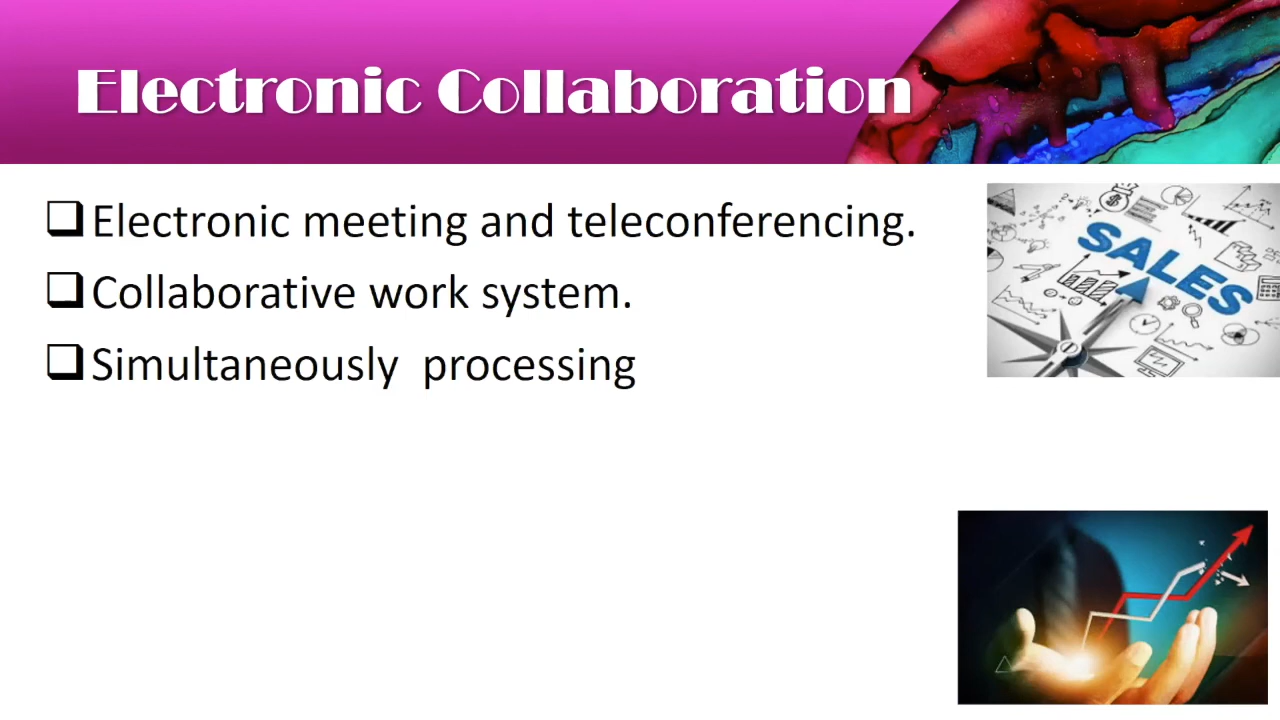 Electronic Collaboration
Electronic meeting and teleconferencing.
Collaborative work system.
Simultaneously  processing
SALES